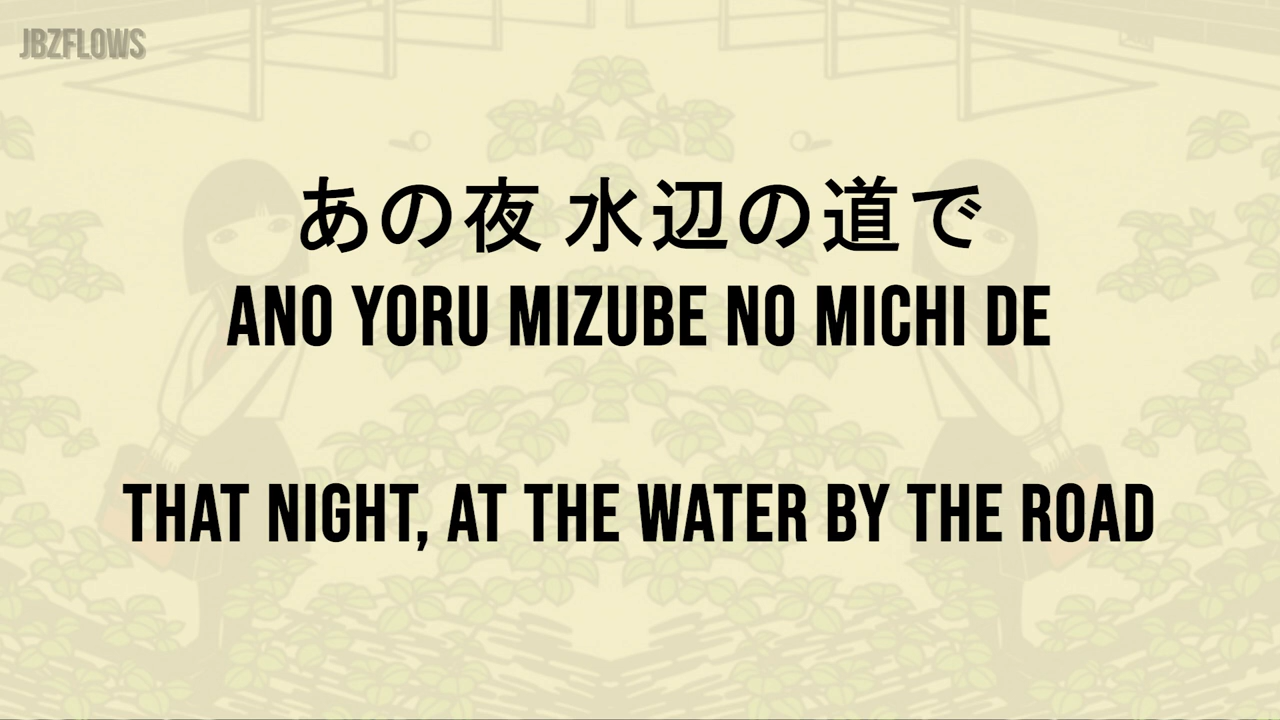 JBZFLOWS
あの夜 水辺の道で
ANO YORU MIZUBE NO MICHI DE
THAT NIGHT, AT THE WATER BY THE ROAD